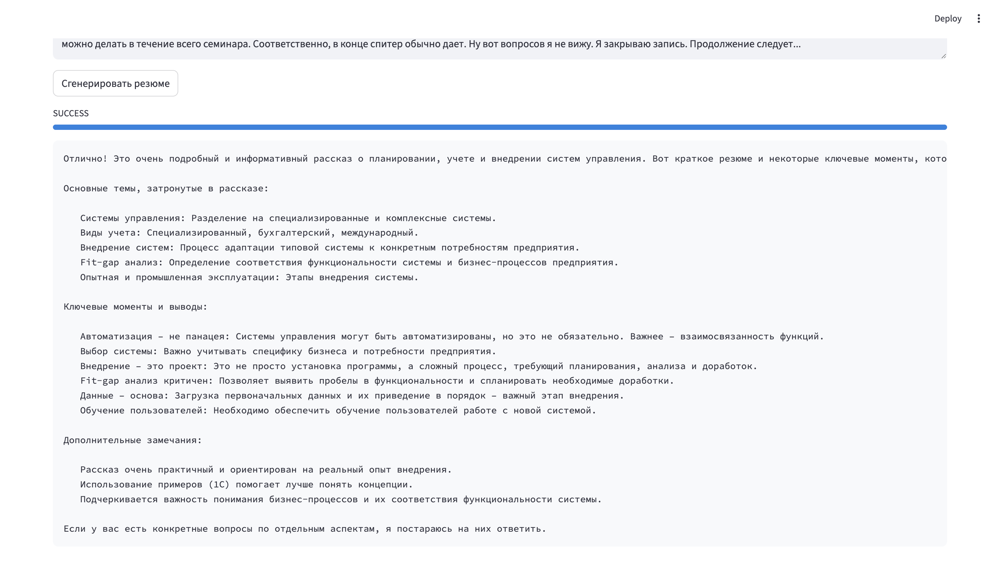 Deploy
можно делать в течение всего семинара. Соответственно, в конце спитер обычно дает. Ну вот вопросов я не вижу. Я закрываю запись. Продолжение следует...
Сгенерировать резюме
SUCCESS
Отлично! Это очень подробный и информативный рассказ о планировании, учете и внедрении систем управления. Вот краткое резюме и некоторые ключевые моменты, кото
Основные темы, затронутые в рассказе:
Системы управления: Разделение на специализированные и комплексные системы.
Виды учета: Специализированный, бухгалтерский, международный.
Внедрение систем: Процесс адаптации типовой системы к конкретным потребностям предприятия.
Fit-gap анализ: Определение соответствия функциональности системы и бизнес-процессов предприятия.
Опытная и промышленная эксплуатации: Этапы внедрения системы.
Ключевые моменты и выводы:
Автоматизация – не панацея: Системы управления могут быть автоматизированы, но это не обязательно. Важнее – взаимосвязанность функций.
Выбор системы: Важно учитывать специфику бизнеса и потребности предприятия.
Внедрение – это проект: Это не просто установка программы, а сложный процесс, требующий планирования, анализа и доработок.
Fit-gap анализ критичен: Позволяет выявить пробелы в функциональности и спланировать необходимые доработки.
Данные – основа: Загрузка первоначальных данных и их приведение в порядок – важный этап внедрения.
Обучение пользователей: Необходимо обеспечить обучение пользователей работе с новой системой.
Дополнительные замечания:
Рассказ очень практичный и ориентирован на реальный опыт внедрения.
Использование примеров (1С) помогает лучше понять концепции.
Подчеркивается важность понимания бизнес-процессов и их соответствия функциональности системы.
Если у вас есть конкретные вопросы по отдельным аспектам, я постараюсь на них ответить.